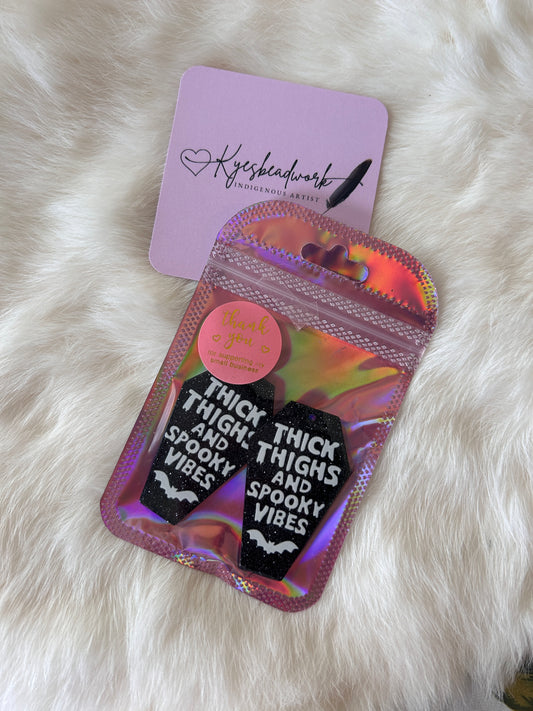 Kyesbeadwork
INDIGENOUS ARTIST
thank
you
for supporting my
small business
THICK
THIGHS
AND
SPOOKY
VIBES
THICK
THIGHS
AND
SPOOKY
VIBES